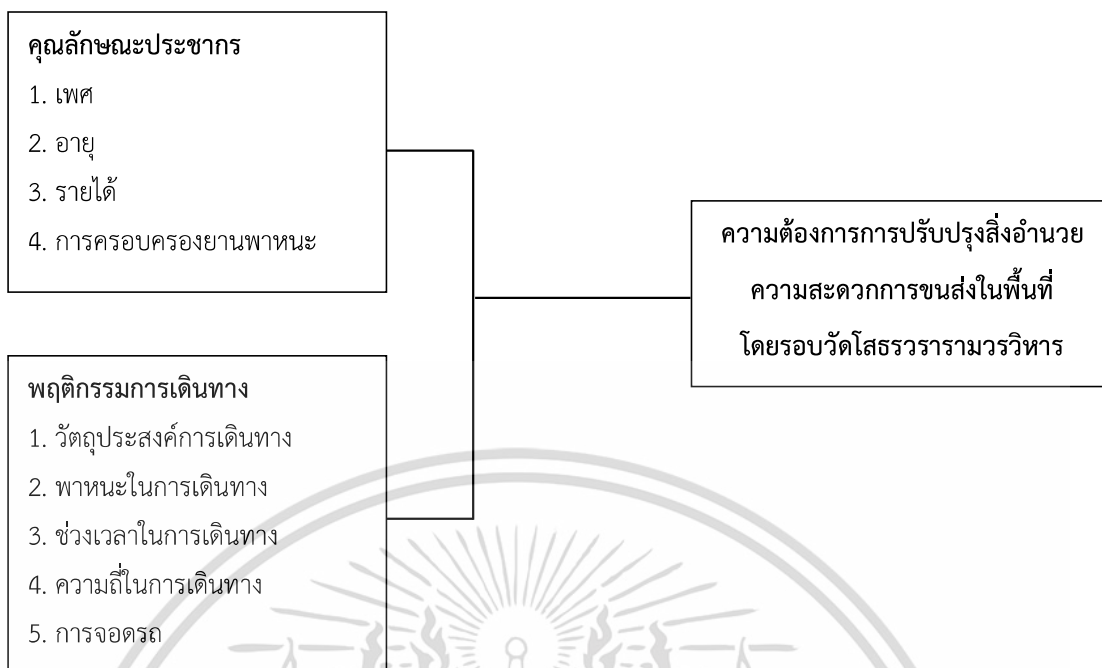 คุณลักษณะประชากร
1. เพศ
2. อายุ
3. รายได้
4. การครอบครองยานพาหนะ
ความต้องการการปรับปรุงสิ่งอำนวย
ความสะดวกการขนส่งในพื้นที่
โดยรอบวัดโสธรวรารามวรวิหาร
พฤติกรรมการเดินทาง
1. วัตถุประสงค์การเดินทาง
2. พาหนะในการเดินทาง
3. ช่วงเวลาในการเดินทาง
4. ความถี่ในการเดินทาง
5. การจอดรถ